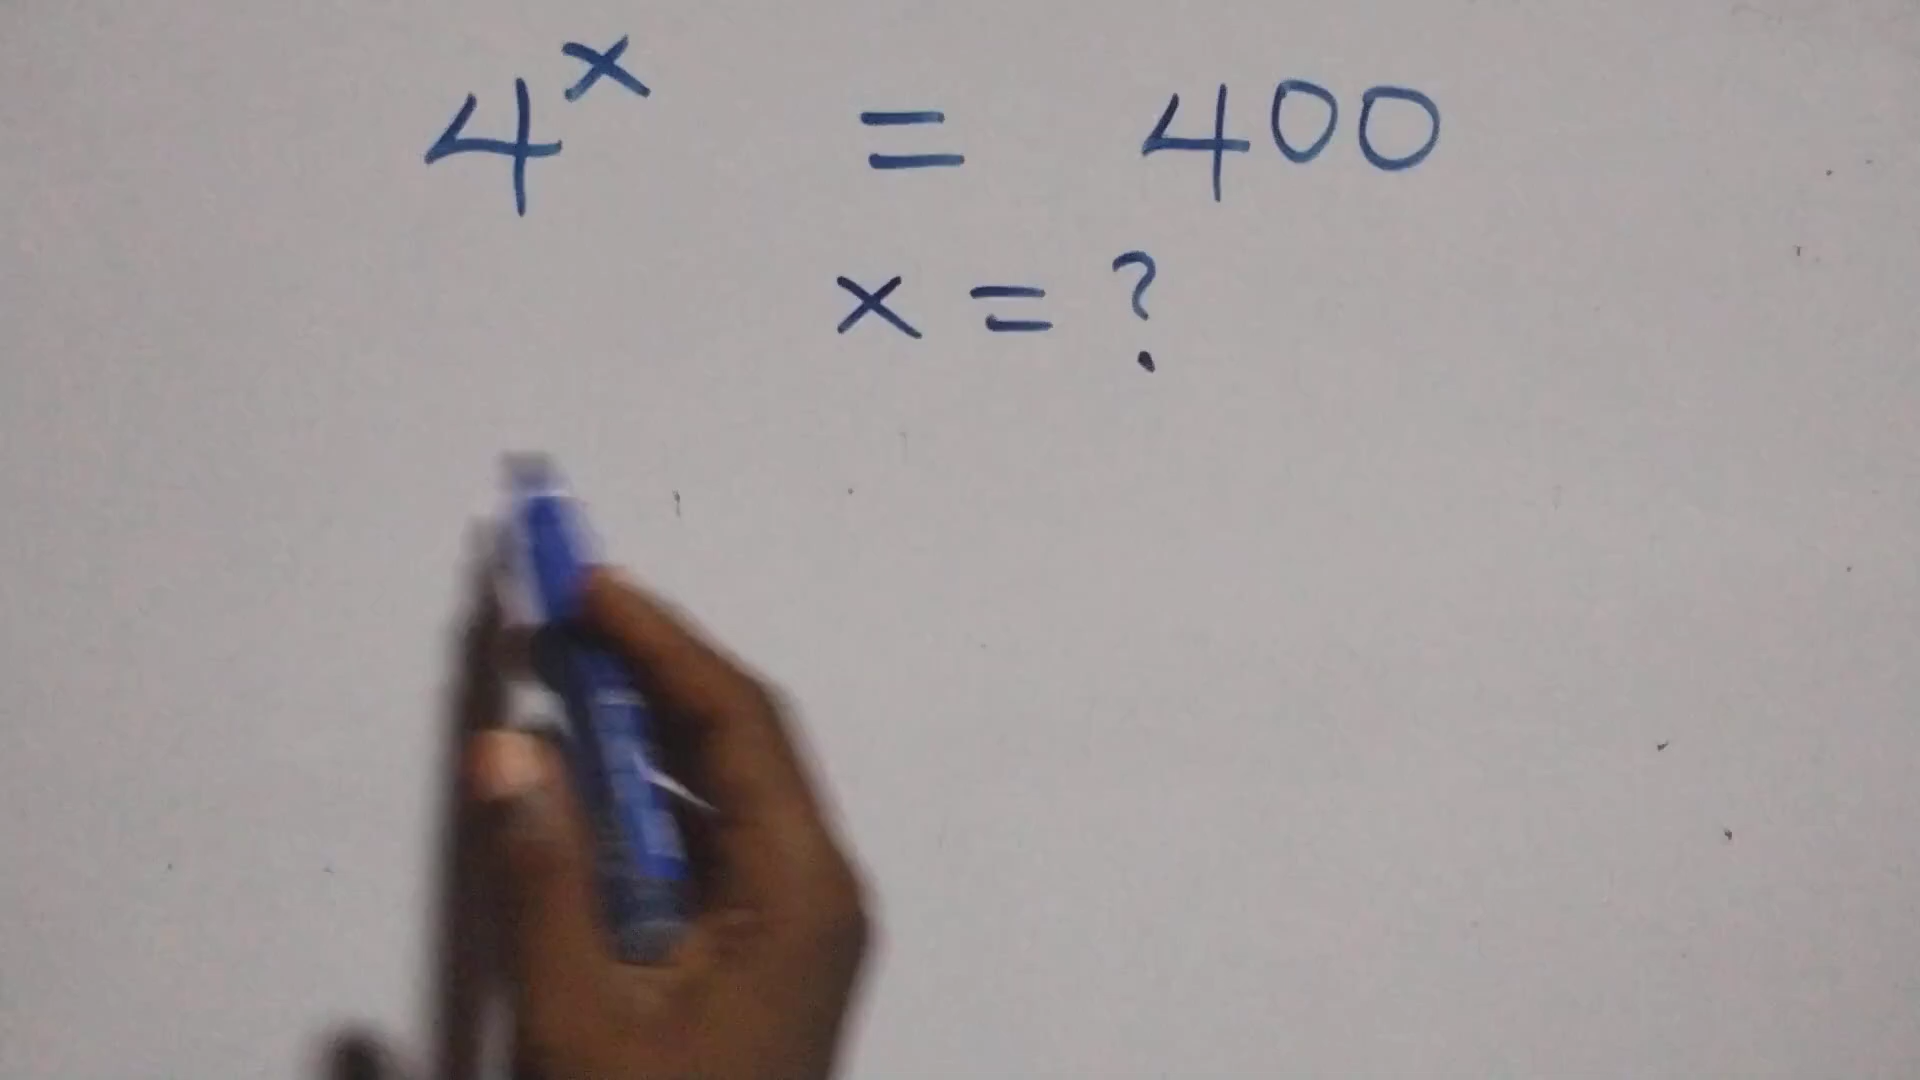 4^x = 400
x = ?